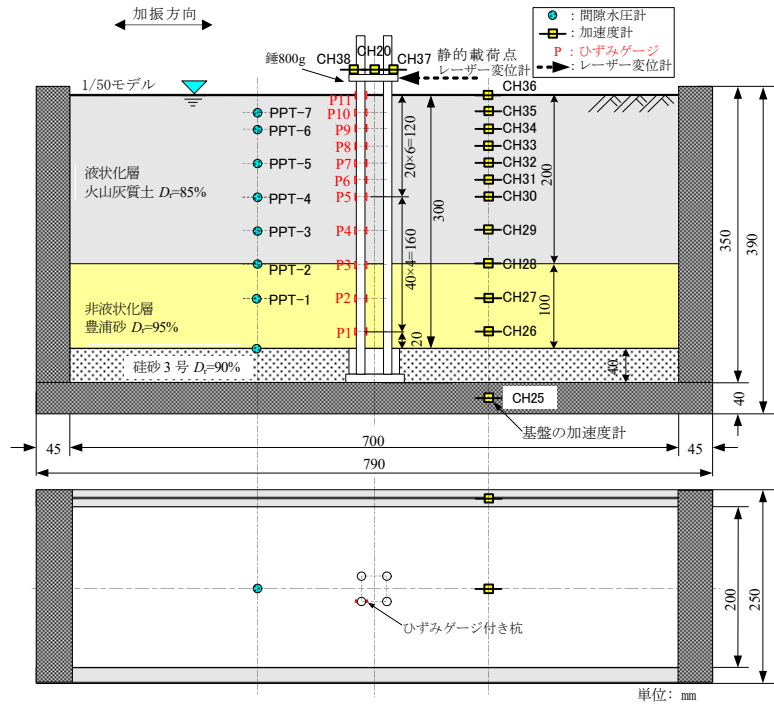 加振方向
1/50モデル
錘800g
CH38
CH20
CH37
静的載荷点
レーザー変位計
: 間隙水圧計
: 加速度計
P : ひずみゲージ
: レーザー変位計
CH36
CH35
CH34
CH33
CH32
CH31
CH30
CH29
CH28
CH27
CH26
CH25
基盤の加速度計
P11
P10
P9
P8
P7
P6
P5
P4
P3
P2
P1
PPT-7
PPT-6
PPT-5
PPT-4
PPT-3
PPT-2
PPT-1
液状化層
火山灰質土 Dr=85%
非液状化層
豊浦砂 Dr=95%
硅砂3号 Dr=90%
20×6=120
40×4=160
20
300
200
100
40
350
390
40
45
700
45
790
ひずみゲージ付き杭
200
250
単位: mm